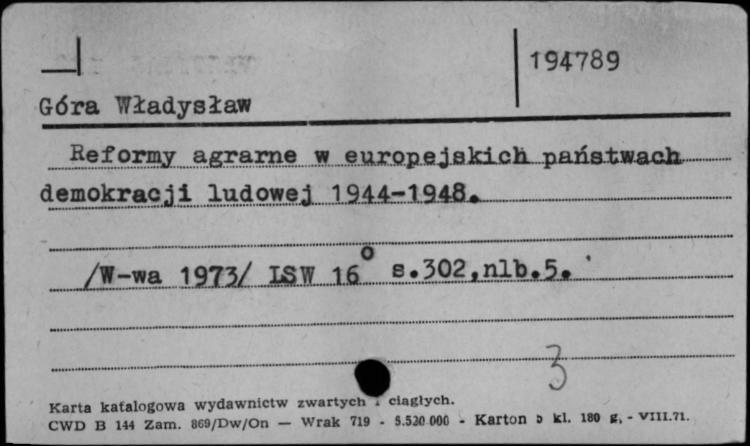 194789
Góra Władysław
Reformy agrarne w europejskich państwach
demokracji ludowej 1944-1948.
/W-wa 1973/ LSW 16° s.302,nlb.5.
3
Karta katalogowa wydawnictw zwartych i ciągłych.
CWD B 144 Zam. 869/Dw/On — Wrak 719 - 5.520 000 - Karton kl. 180 g, - VIII.71.